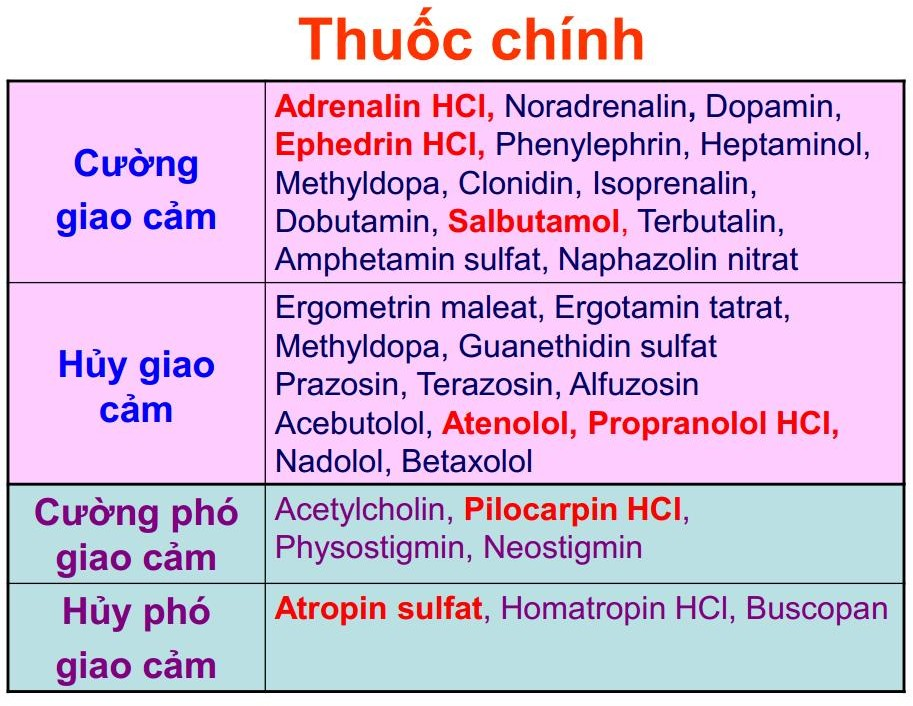 Thuốc chính
Cường
giao cảm
Adrenalin HCl, Noradrenalin, Dopamin,
Ephedrin HCl, Phenylephrin, Heptaminol,
Methyldopa, Clonidin, Isoprenalin,
Dobutamin, Salbutamol, Terbutalin,
Amphetamin sulfat, Naphazolin nitrat
Hủy giao
cảm
Ergometrin maleat, Ergotamin tatrat,
Methyldopa, Guanethidin sulfat
Prazosin, Terazosin, Alfuzosin
Acebutolol, Atenolol, Propranolol HCl,
Nadolol, Betaxolol
Cường phó
giao cảm
Acetylcholin, Pilocarpin HCl,
Physostigmin, Neostigmin
Hủy phó
giao cảm
Atropin sulfat, Homatropin HCl, Buscopan